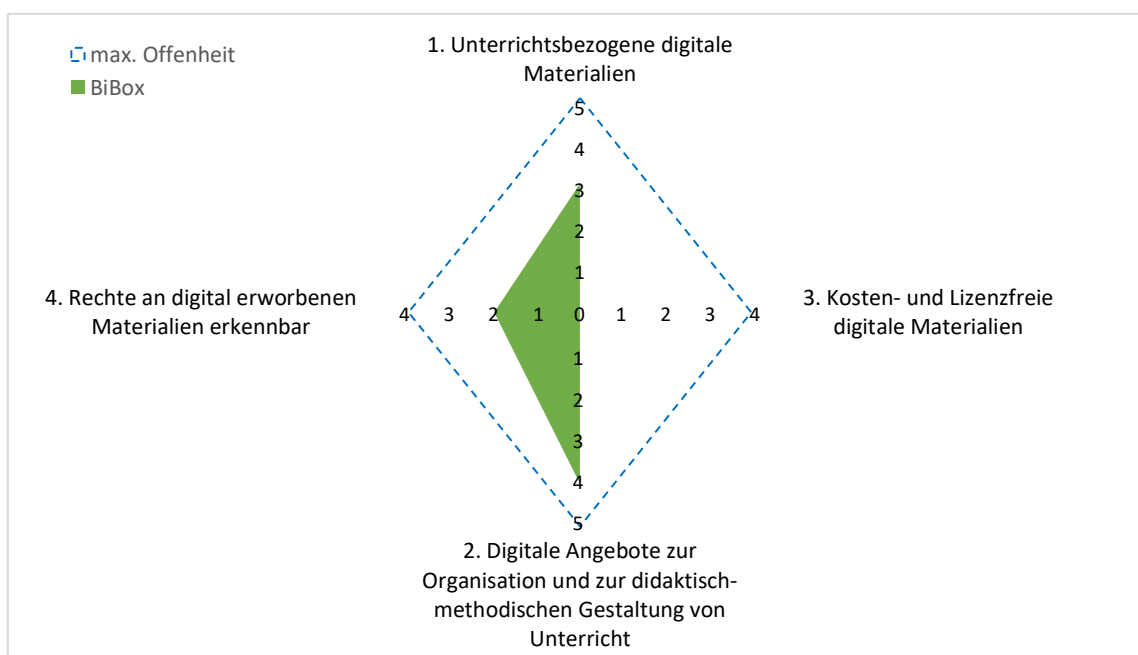 max. Offenheit
BiBox
1. Unterrichtsbezogene digitale
Materialien
5
4
3
2
1
4. Rechte an digital erworbenen
Materialien erkennbar
4 3 2 1 0 1 2 3 4
3. Kosten- und Lizenzfreie
digitale Materialien
1
2
3
4
5
2. Digitale Angebote zur
Organisation und zur didaktisch-
methodischen Gestaltung von
Unterricht